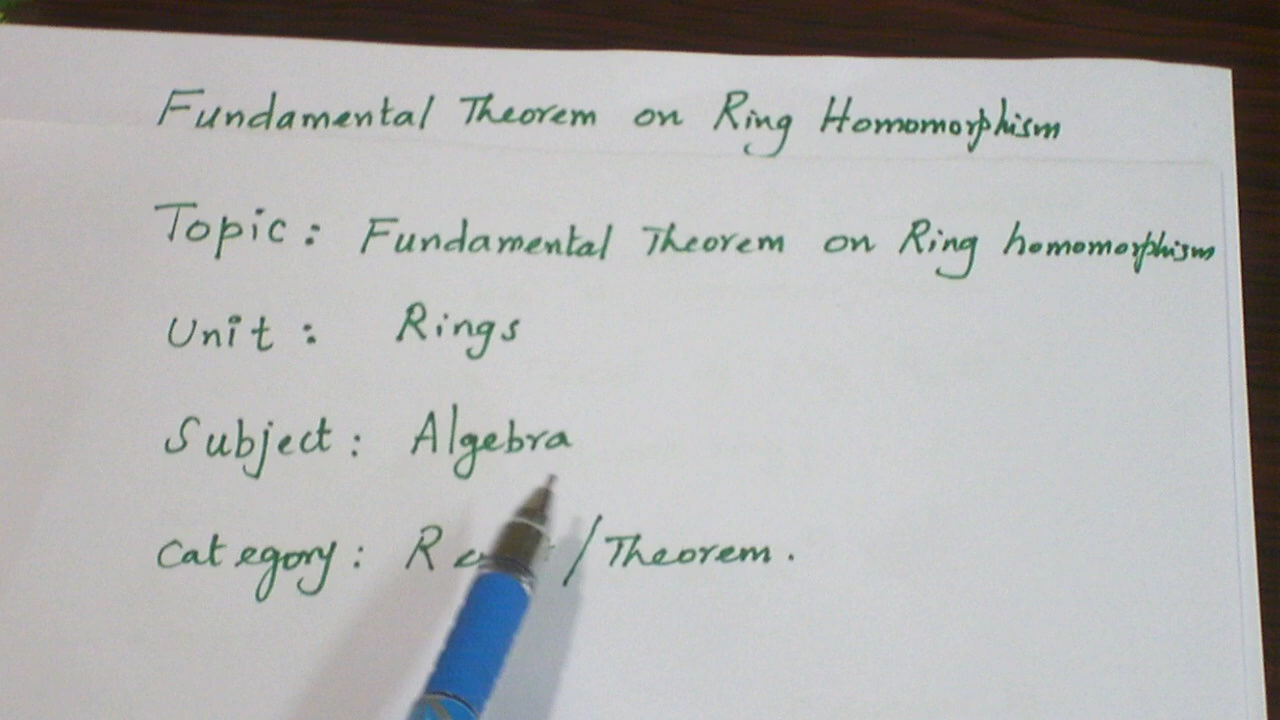 Fundamental Theorem on Ring Homomorphism
Topic: Fundamental Theorem on Ring homomorphism
Unit: Rings
Subject: Algebra
Category: /Theorem.